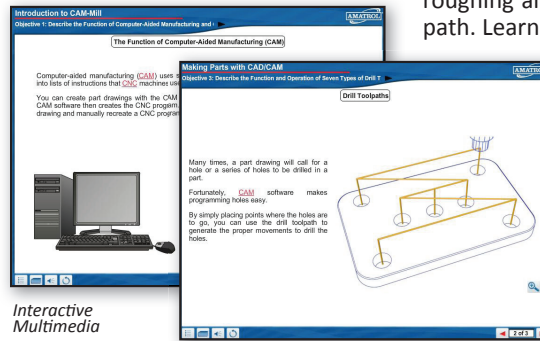 roughing a
path. Learn
Introduction to CAM-Mill
AMATROL
Objective 1: Describe the Function of Computer-Aided Manufacturing and
The Function of Computer-Aided Manufacturing (CAM)
Computer-aided manufacturing (CAM) uses s
into lists of instructions that CNC machines us
You can create part drawings with the CAM
CAM software then creates the CNC program.
drawing and manually recreate a CNC program
Making Parts with CAD/CAM
AMATRO
Objective 3: Describe the Function and Operation of Seven Types of Drill T
Drill Toolpaths
Many times, a part drawing will call for a
hole or a series of holes to be drilled in a
part.
Fortunately, CAM software makes
programming holes easy.
By simply placing points where the holes are
to go, you can use the drill toolpath to
generate the proper movements to drill the
holes.
2 of 3
Interactive
Multimedia